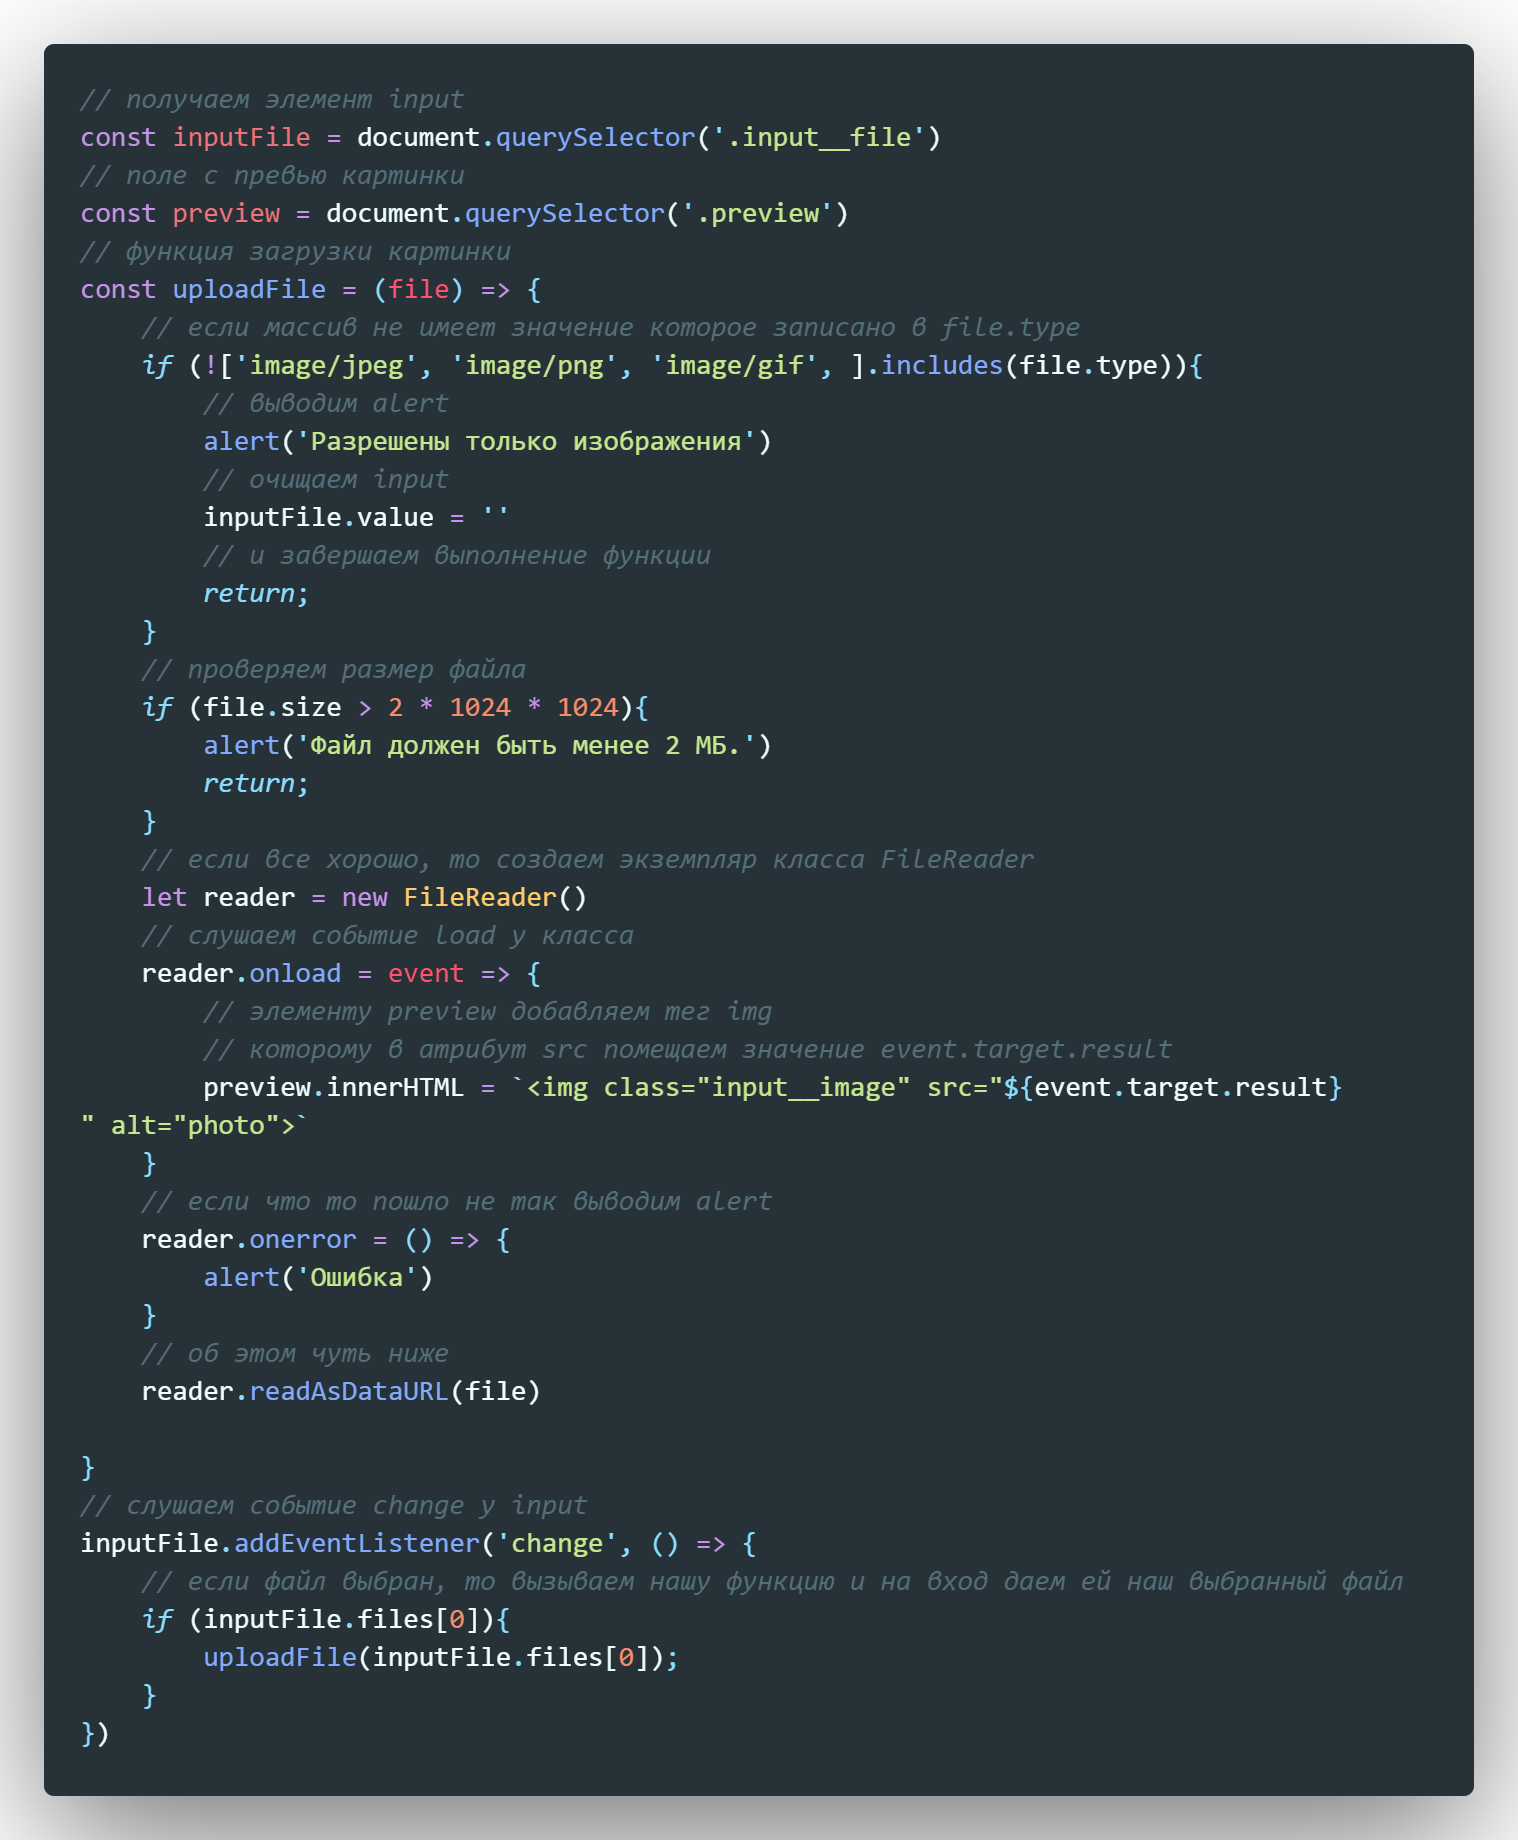 // получаем элемент input
const inputFile = document.querySelector('.input__file')
// поле с превью картинки
const preview = document.querySelector('.preview')
// функция загрузки картинки
const uploadFile = (file) => {
    // если массив не имеет значение которое записано в file.type
    if (!['image/jpeg', 'image/png', 'image/gif', ].includes(file.type)){
        // выводим alert
        alert('Разрешены только изображения')
        // очищаем input
        inputFile.value = ''
        // и завершаем выполнение функции
        return;
    }
    // проверяем размер файла
    if (file.size > 2 * 1024 * 1024){
        alert('Файл должен быть менее 2 МБ.')
        return;
    }
    // если все хорошо, то создаем экземпляр класса FileReader
    let reader = new FileReader()
    // слушаем событие load у класса
    reader.onload = event => {
        // элементу preview добавляем тег img
        // которому в атрибут src помещаем значение event.target.result
        preview.innerHTML = `<img class="input__image" src="${event.target.result}
" alt="photo">`
    }
    // если что то пошло не так выводим alert
    reader.onerror = () => {
        alert('Ошибка')
    }
    // об этом чуть ниже
    reader.readAsDataURL(file)

}
// слушаем событие change у input
inputFile.addEventListener('change', () => {
    // если файл выбран, то вызываем нашу функцию и на вход даем ей наш выбранный файл
    if (inputFile.files[0]){
        uploadFile(inputFile.files[0]);
    }
})